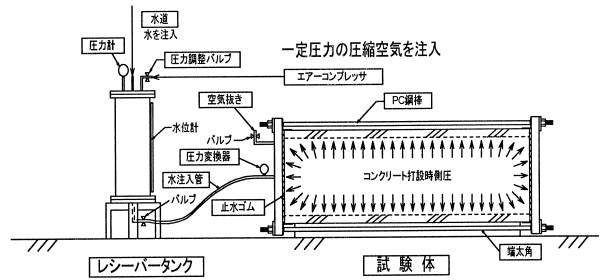 水道
水を注入
圧力計
圧力調整バルブ
一定圧力の圧縮空気を注入
エアーコンプレッサ
空気抜き
PC鋼棒
水位計
バルブ
圧力変換器
水注入管
コンクリート打設時側圧
バルブ
止水ゴム
端太角
レシーバータンク
試験体